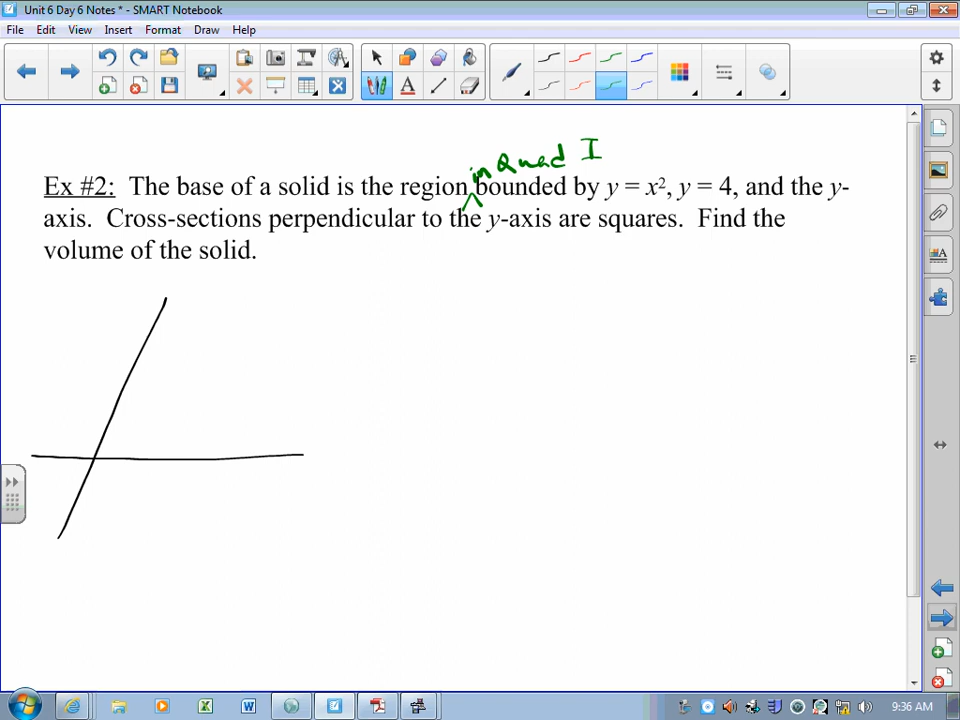 Unit 6 Day 6 Notes * - SMART Notebook
File Edit View Insert Format Draw Help
in Quad I
Ex #2: The base of a solid is the region bounded by y = x², y = 4, and the y-
axis. Cross-sections perpendicular to the y-axis are squares. Find the
volume of the solid.
9:36 AM